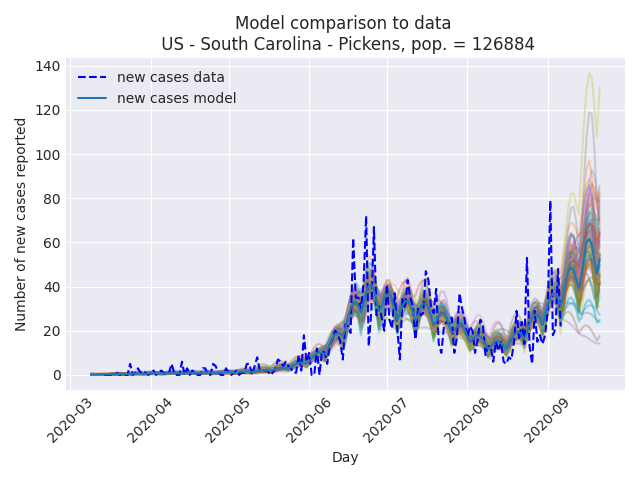 Model comparison to data
US - South Carolina - Pickens, pop. = 126884
new cases data
new cases model
Number of new cases reported
140
120
100
80
60
40
20
0
2020-03
2020-04
2020-05
2020-06
2020-07
2020-08
2020-09
Day